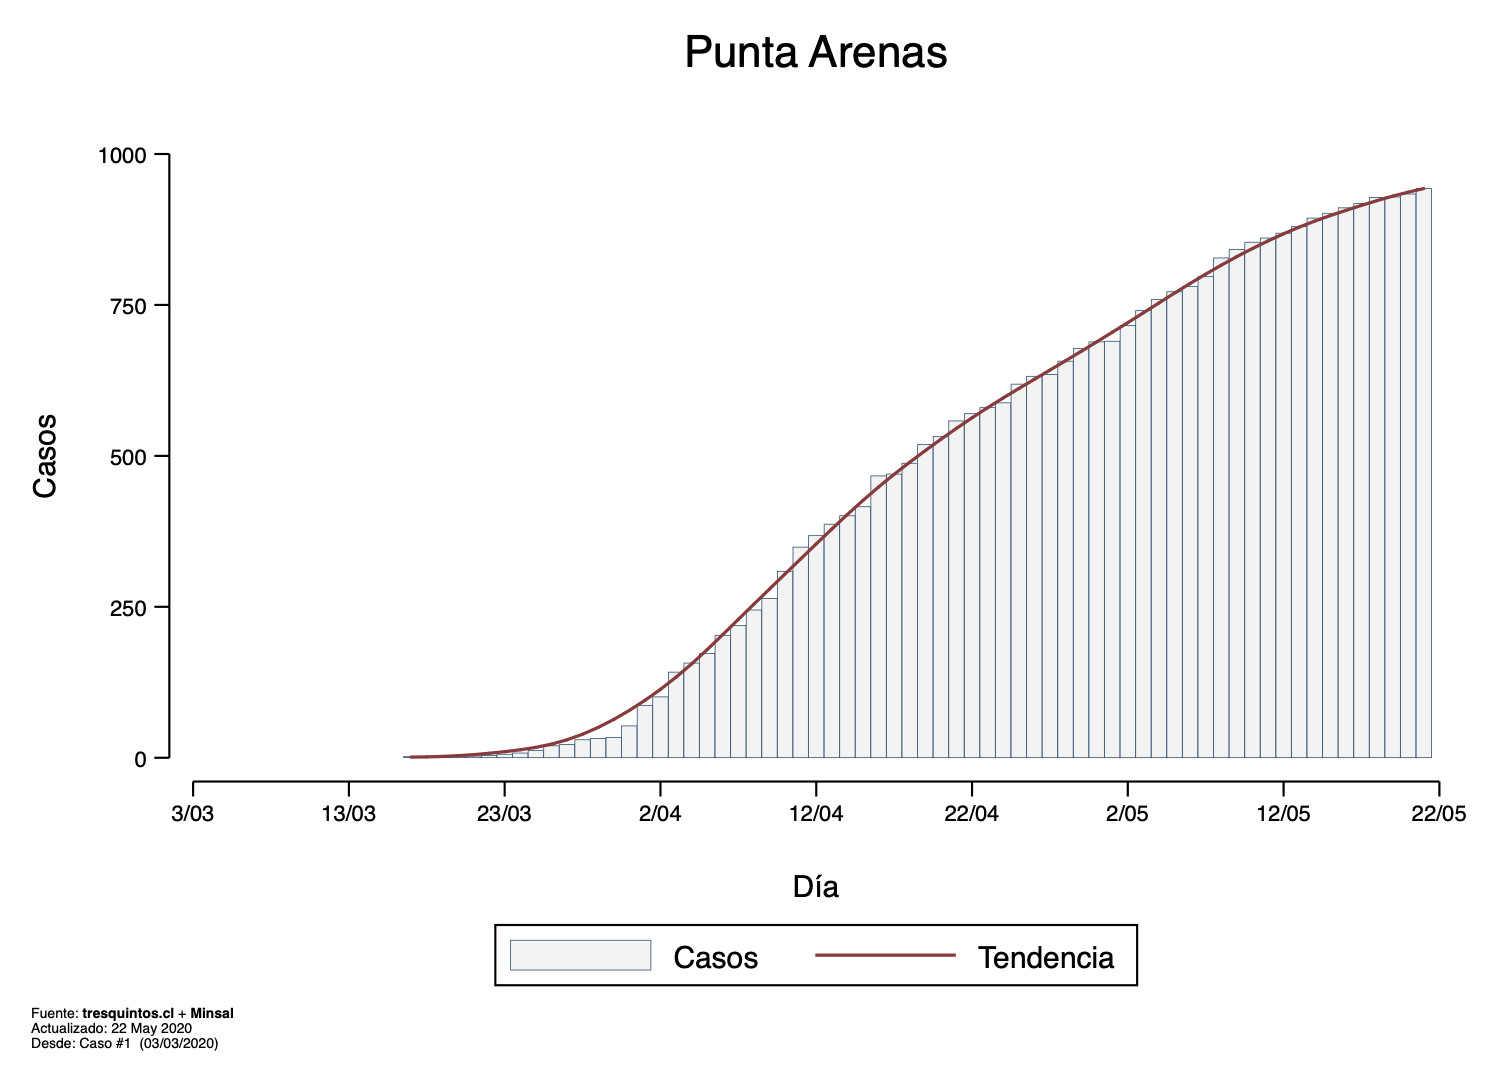 Punta Arenas
1000
750
500
250
0
Casos
3/03 13/03 23/03 2/04 12/04 22/04 2/05 12/05 22/05
Día
Casos Tendencia
Fuente: tresquintos.cl + Minsal
Actualizado: 22 May 2020
Desde: Caso #1 (03/03/2020)